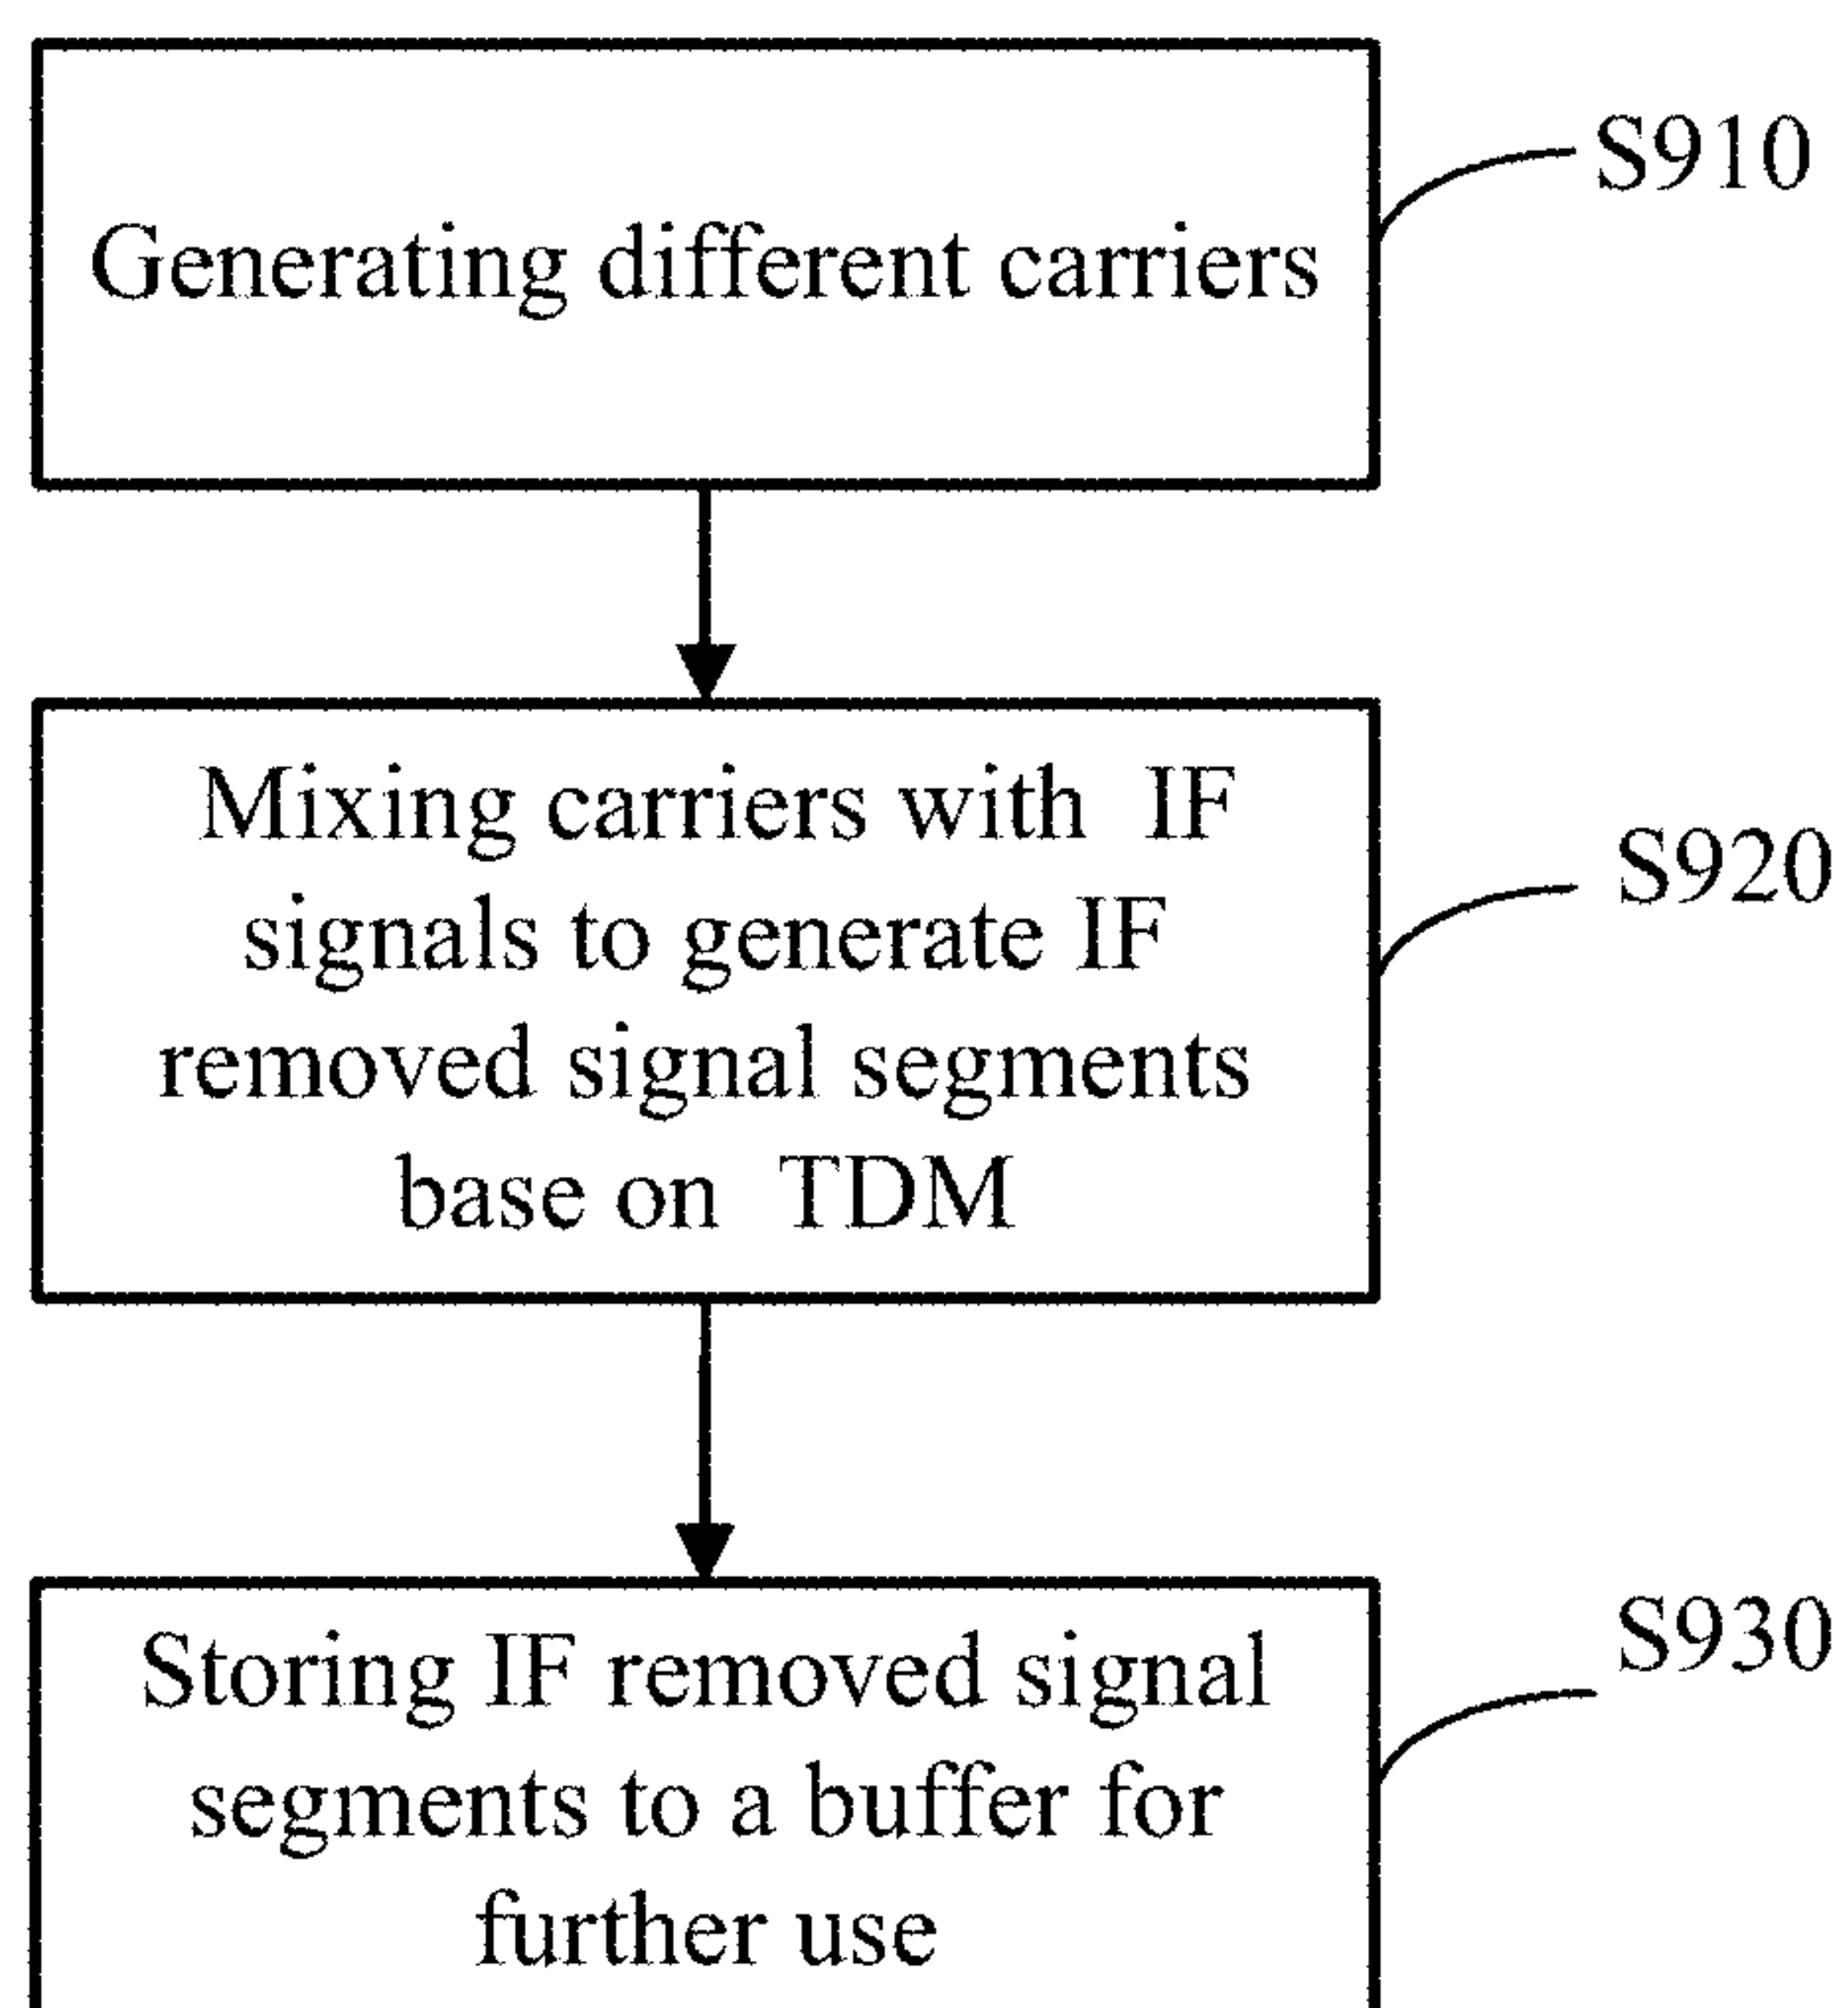 S910
Generating different carriers
Mixing carriers with IF
signals to generate IF
removed signal segments
base on TDM
S920
Storing IF removed signal
segments to a buffer for
further use
S930